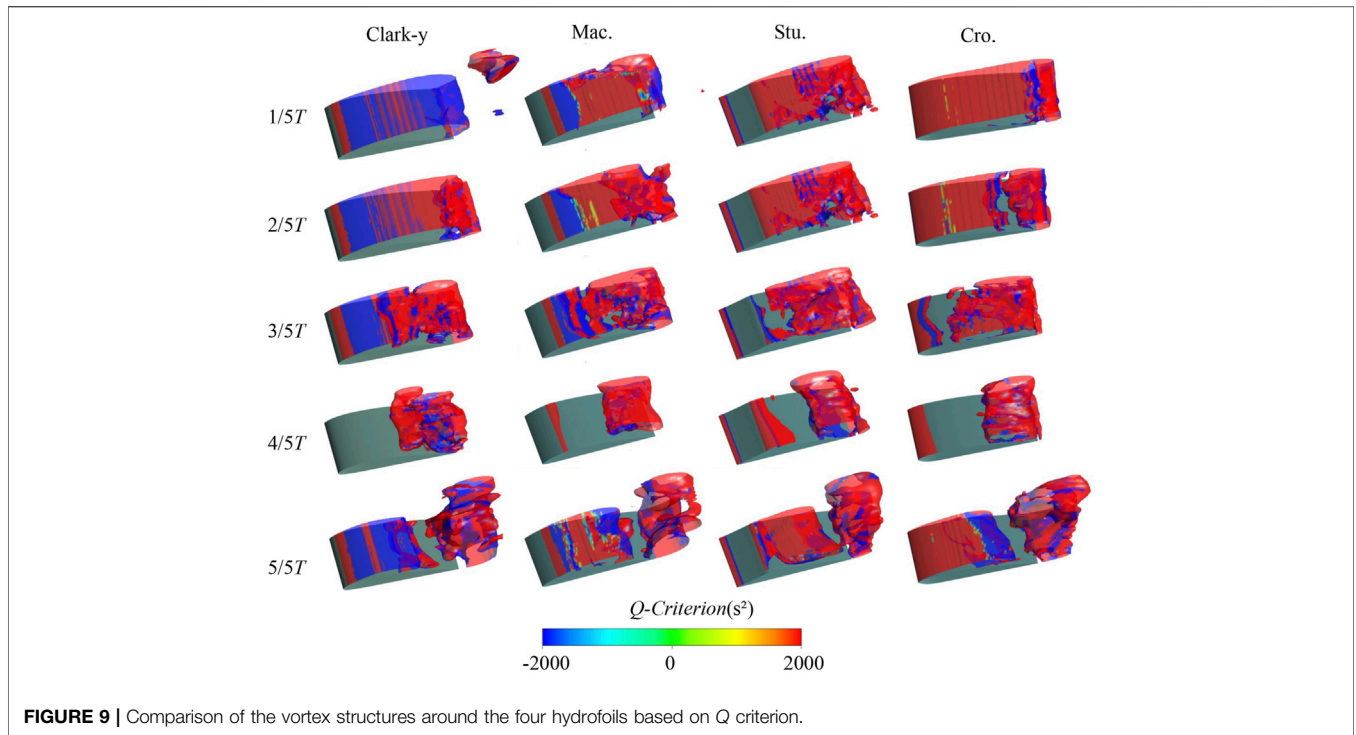 Clark-y Mac. Stu. Cro.
1/5T
2/5T
3/5T
4/5T
5/5T
Q-Criterion(s²)
-2000 0 2000
FIGURE 9 | Comparison of the vortex structures around the four hydrofoils based on Q criterion.